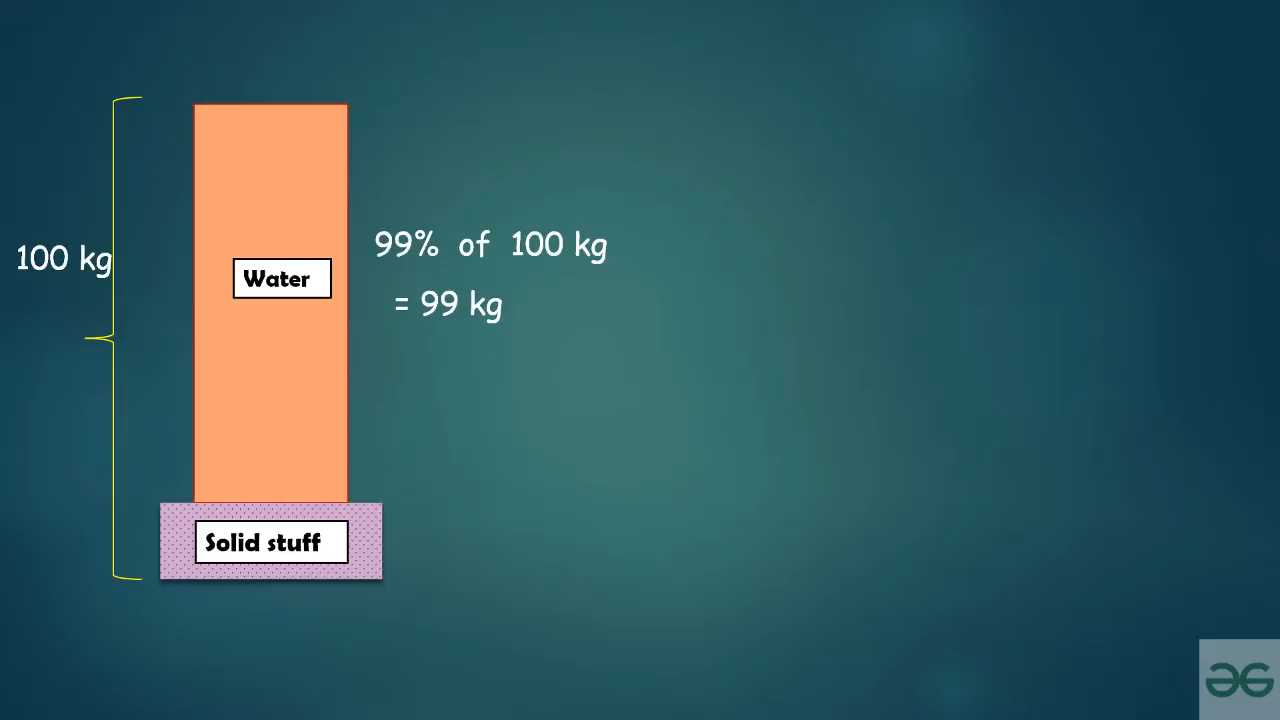 100 kg
Water
99% of 100 kg
= 99 kg
Solid stuff